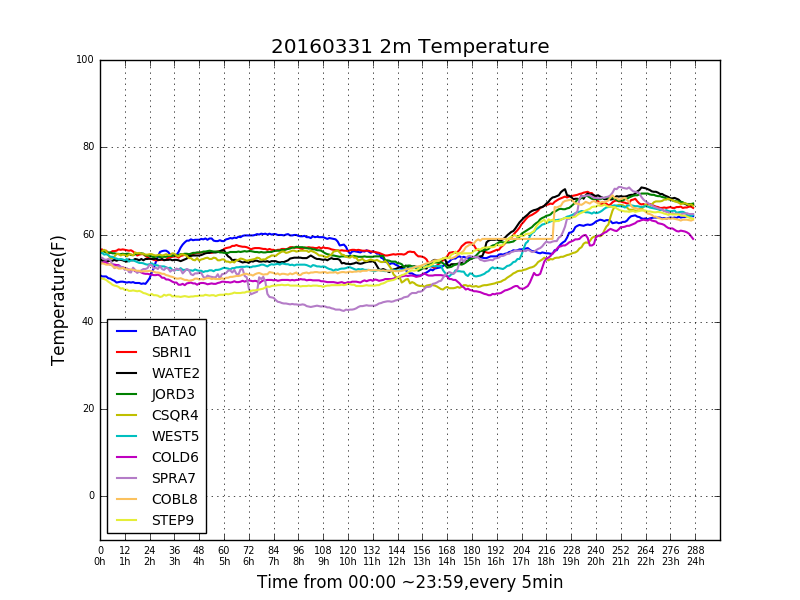 20160331 2m Temperature
100
80
60
40
20
0
Temperature(F)
BATA0
SBRI1
WATE2
JORD3
CSQR4
WEST5
COLD6
SPRA7
COBL8
STEP9
0 12 24 36 48 60 72 84 96 108 120 132 144 156 168 180 192 204 216 228 240 252 264 276 288
0h 1h 2h 3h 4h 5h 6h 7h 8h 9h 10h 11h 12h 13h 14h 15h 16h 17h 18h 19h 20h 21h 22h 23h 24h
Time from 00:00 ~23:59,every 5min